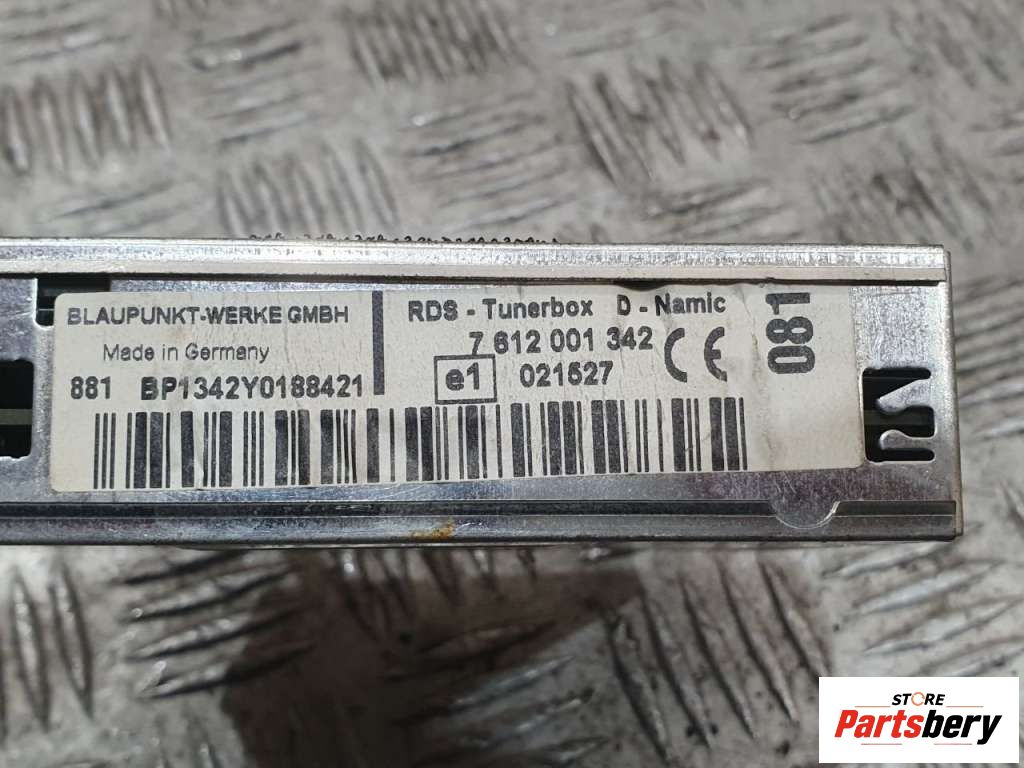 BLAUPUNKT-WERKE GMBH
Made in Germany
881 BP1342Y0188421
RDS - Tunerbox D - Namic
7 612 001 342
e1 021527
CE
081
STORE
Partsbery